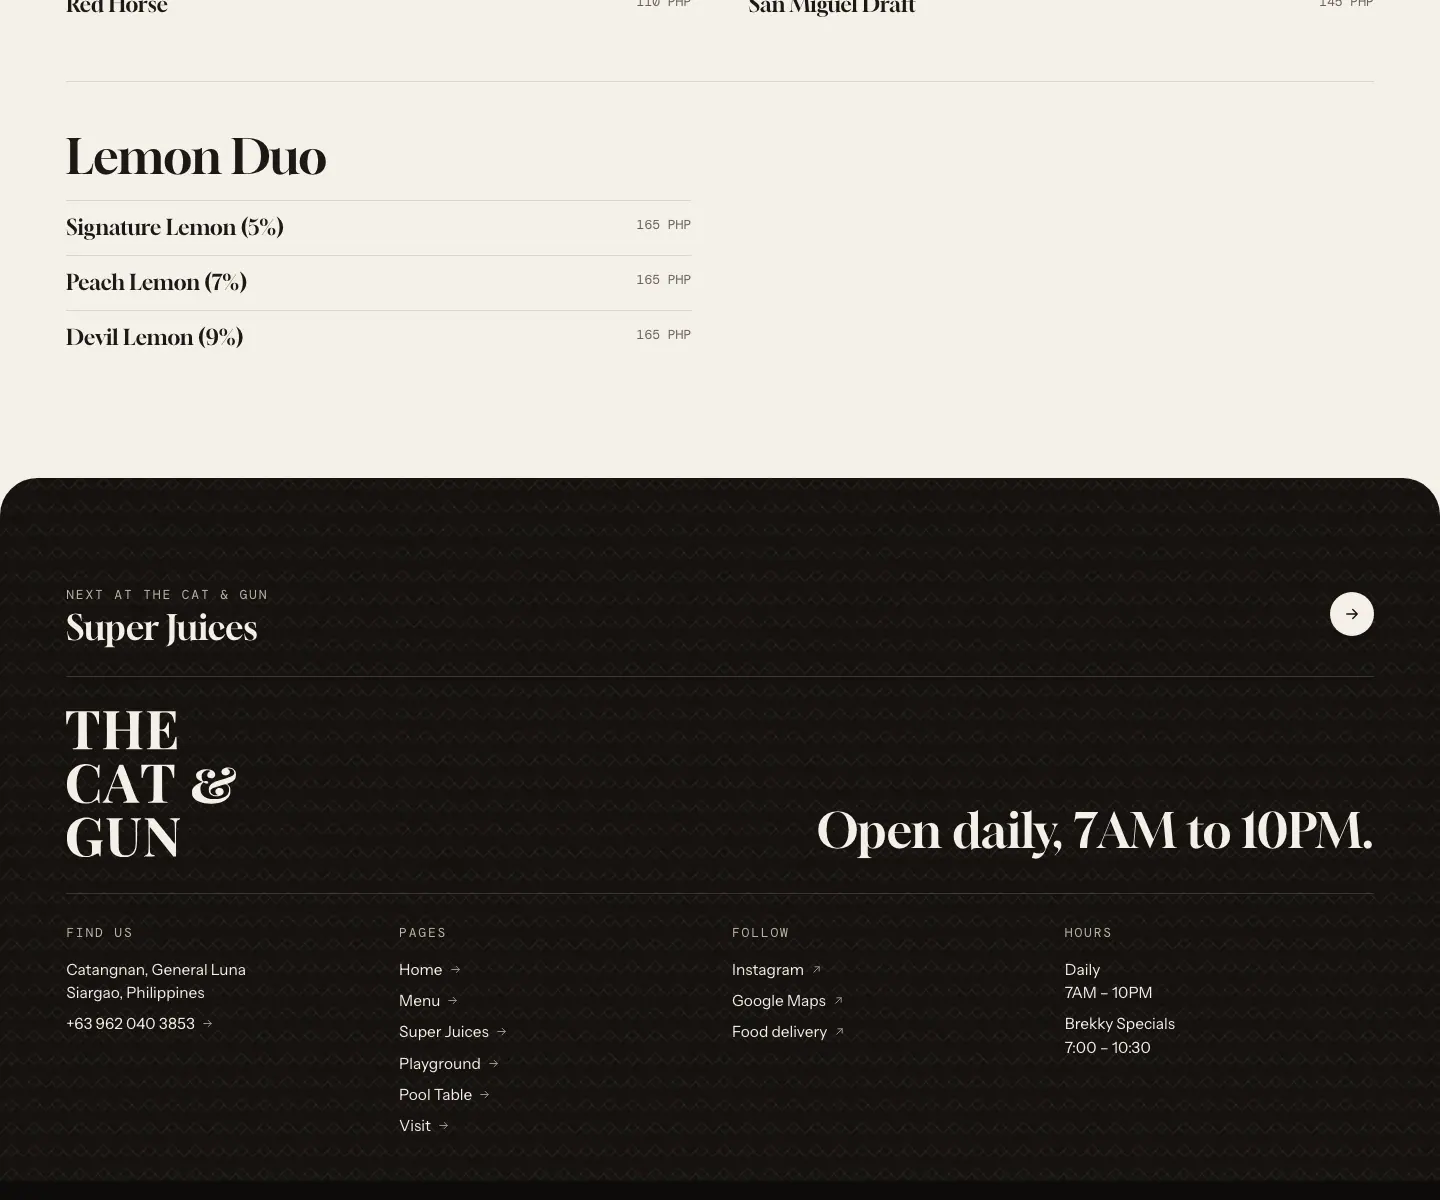 Red Horse 110 PHP
San Miguel Draft 145 PHP
Lemon Duo
Signature Lemon (5%) 165 PHP
Peach Lemon (7%) 165 PHP
Devil Lemon (9%) 165 PHP
NEXT AT THE CAT & GUN
Super Juices →
THE
CAT &
GUN
Open daily, 7AM to 10PM.
FIND US
Catangnan, General Luna
Siargao, Philippines
+63 962 040 3853 →
PAGES
Home →
Menu →
Super Juices →
Playground →
Pool Table →
Visit →
FOLLOW
Instagram ↗
Google Maps ↗
Food delivery ↗
HOURS
Daily
7AM – 10PM
Brekky Specials
7:00 – 10:30